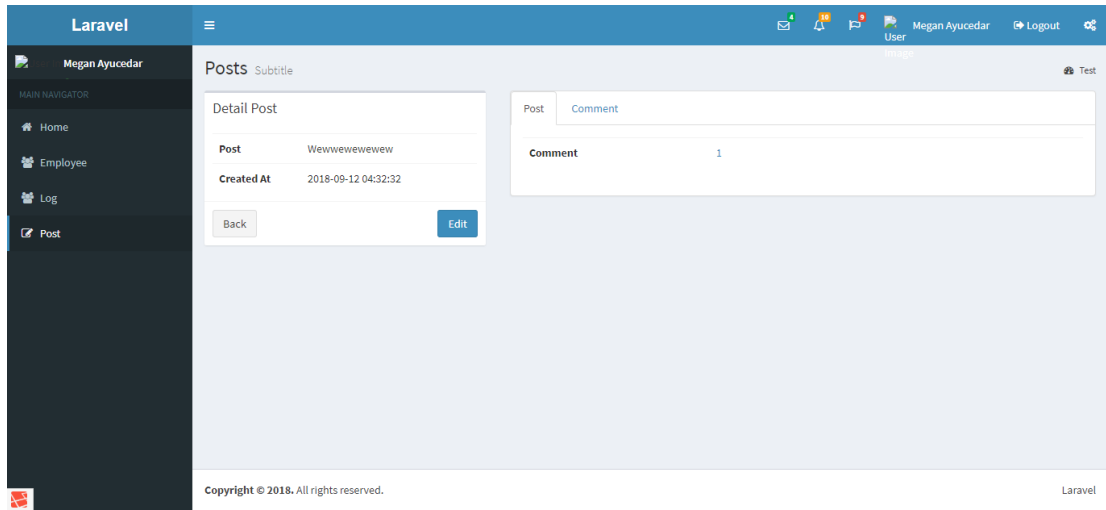 Laravel
4
10
9
User Image
Megan Ayucedar
Logout
Megan Ayucedar
MAIN NAVIGATOR
Home
Employee
Log
Post
Posts Subtitle
Test
Detail Post
Post Wewwewewewew
Created At 2018-09-12 04:32:32
Back
Edit
Post Comment
Comment 1
Copyright © 2018. All rights reserved.
Laravel